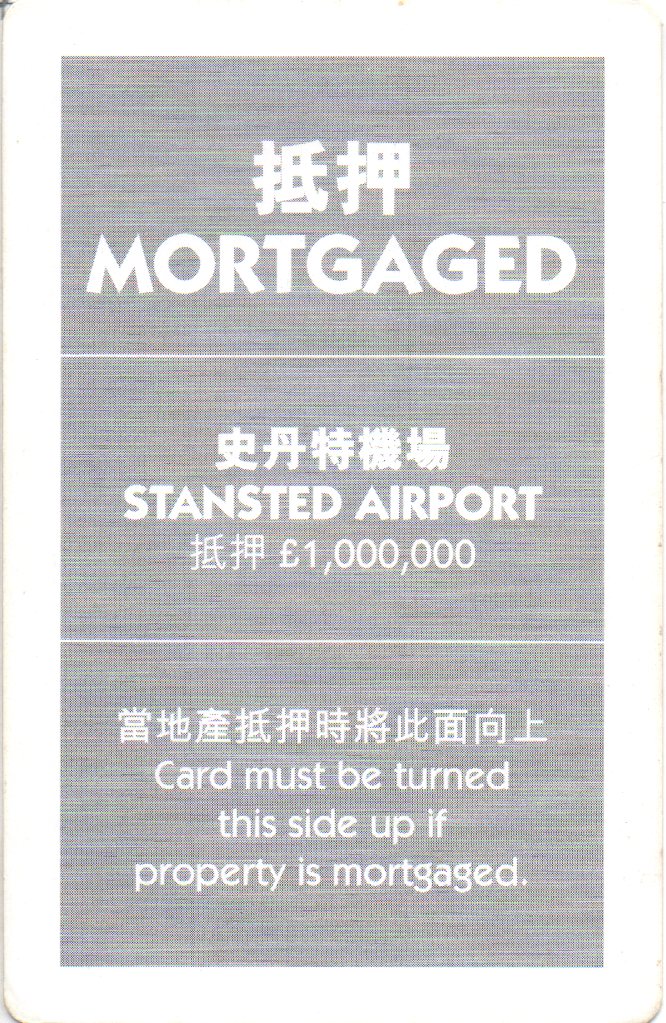 抵押
MORTGAGED
史丹特機場
STANSTED AIRPORT
抵押 £1,000,000
當地產抵押時將此面向上
Card must be turned
this side up if
property is mortgaged.